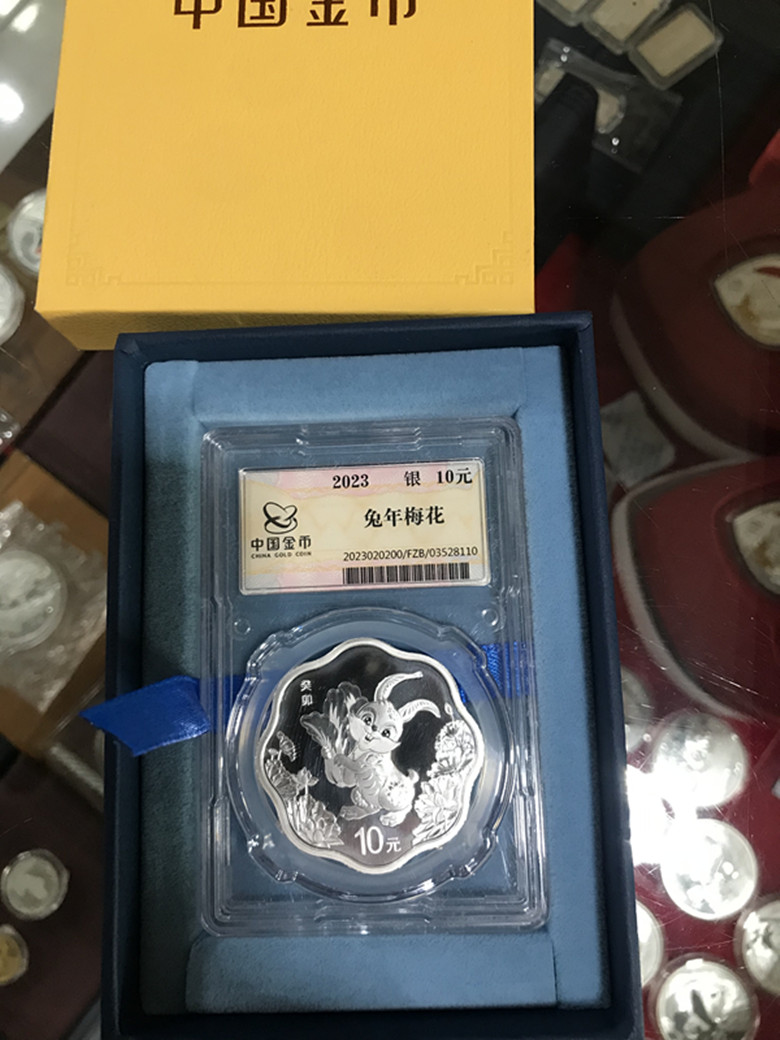 中国金币
2023 银 10元
兔年梅花
中国金币
CHINA GOLD COIN
2023020200/FZB/03528110
癸卯
10元